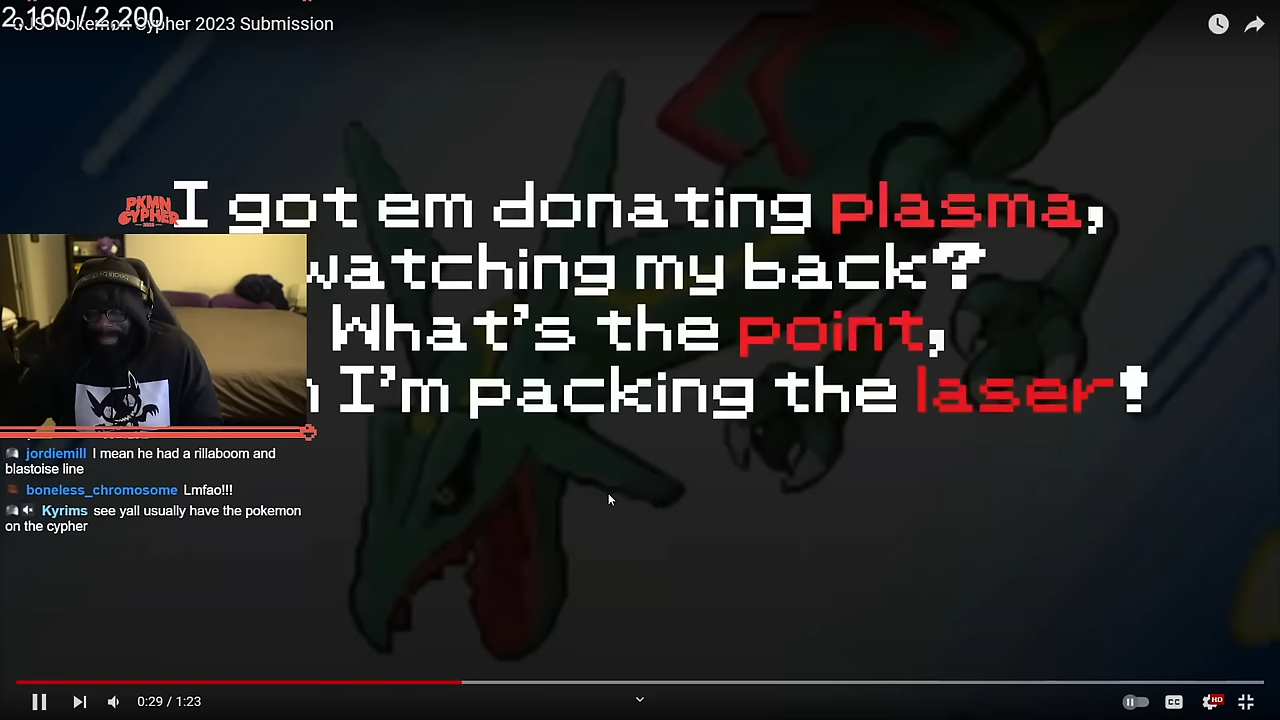 2,160 / 2,200
Pokemon Cypher 2023 Submission
PKMN
CYPHER
I got em donating plasma,
watching my back?
What's the point,
I'm packing the laser!
jordiemill I mean he had a rillaboom and
blastoise line
boneless_chromosome Lmfao!!!
Kyrims see yall usually have the pokemon
on the cypher
0:29 / 1:23
CC
HD